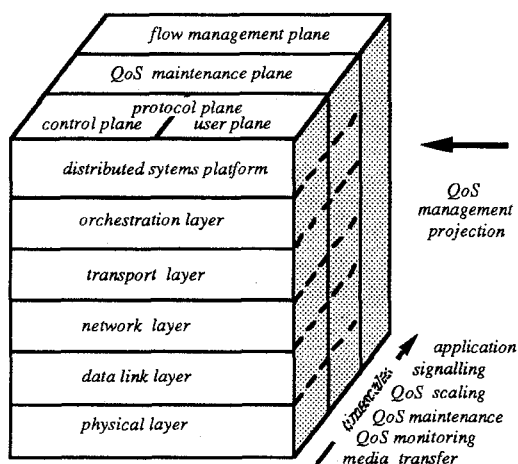 flow management plane
QoS maintenance plane
protocol plane
control plane user plane
distributed sytems platform
orchestration layer
transport layer
network layer
data link layer
physical layer
QoS
management
projection
timescales
application
signalling
QoS scaling
QoS maintenance
QoS monitoring
media transfer